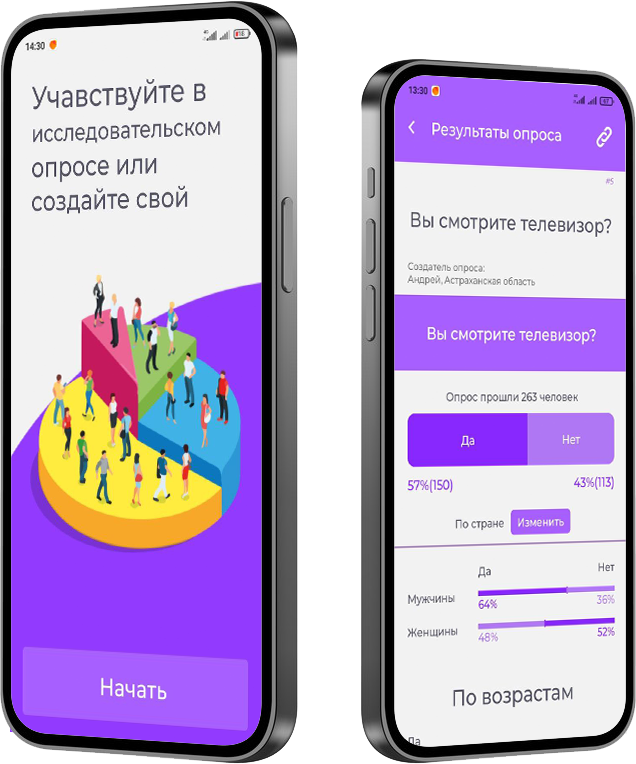 14:30
Учавствуйте в
исследовательском
опросе или
создайте свой
Начать
13:30
Результаты опроса
#5
Вы смотрите телевизор?
Создатель опроса:
Андрей, Астраханская область
Вы смотрите телевизор?
Опрос прошли 263 человек
Да Нет
57%(150) 43%(113)
По стране Изменить
Да Нет
Мужчины
64% 36%
Женщины
48% 52%
По возрастам
Да